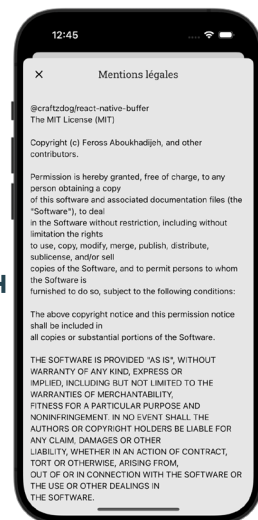 12:45
Mentions légales
@craftzdog/react-native-buffer
The MIT License (MIT)
Copyright (c) Feross Aboukhadijeh, and other
contributors.
Permission is hereby granted, free of charge, to any
person obtaining a copy
of this software and associated documentation files (the
"Software"), to deal
in the Software without restriction, including without
limitation the rights
to use, copy, modify, merge, publish, distribute,
sublicense, and/or sell
copies of the Software, and to permit persons to whom
the Software is
furnished to do so, subject to the following conditions:
The above copyright notice and this permission notice
shall be included in
all copies or substantial portions of the Software.
THE SOFTWARE IS PROVIDED "AS IS", WITHOUT
WARRANTY OF ANY KIND, EXPRESS OR
IMPLIED, INCLUDING BUT NOT LIMITED TO THE
WARRANTIES OF MERCHANTABILITY,
FITNESS FOR A PARTICULAR PURPOSE AND
NONINFRINGEMENT. IN NO EVENT SHALL THE
AUTHORS OR COPYRIGHT HOLDERS BE LIABLE FOR
ANY CLAIM, DAMAGES OR OTHER
LIABILITY, WHETHER IN AN ACTION OF CONTRACT,
TORT OR OTHERWISE, ARISING FROM,
OUT OF OR IN CONNECTION WITH THE SOFTWARE OR
THE USE OR OTHER DEALINGS IN
THE SOFTWARE.